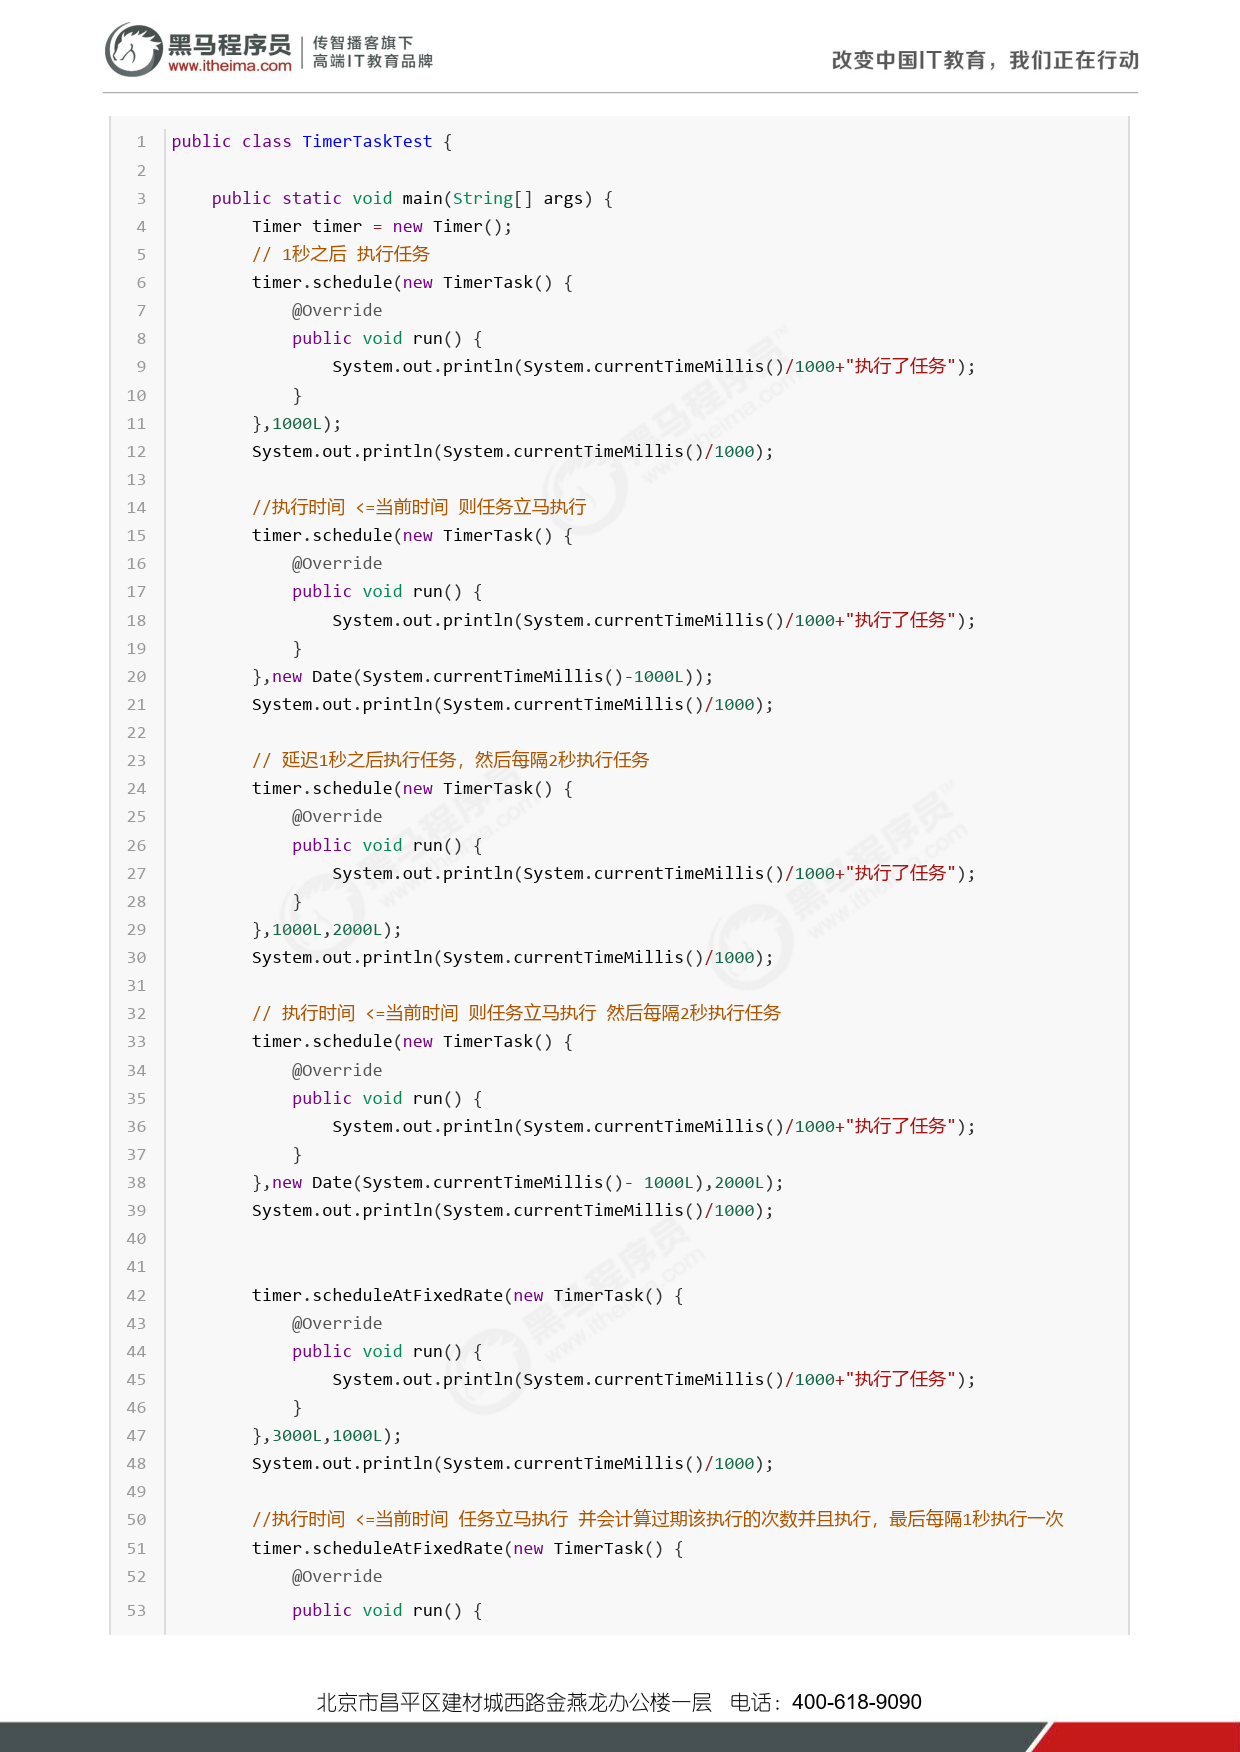 黑马程序员
www.itheima.com
传智播客旗下
高端IT教育品牌
改变中国IT教育，我们正在行动
1 public class TimerTaskTest {
2
3     public static void main(String[] args) {
4         Timer timer = new Timer();
5         // 1秒之后 执行任务
6         timer.schedule(new TimerTask() {
7             @Override
8             public void run() {
9                 System.out.println(System.currentTimeMillis()/1000+"执行了任务");
10             }
11         },1000L);
12         System.out.println(System.currentTimeMillis()/1000);
13
14         //执行时间 <=当前时间 则任务立马执行
15         timer.schedule(new TimerTask() {
16             @Override
17             public void run() {
18                 System.out.println(System.currentTimeMillis()/1000+"执行了任务");
19             }
20         },new Date(System.currentTimeMillis()-1000L));
21         System.out.println(System.currentTimeMillis()/1000);
22
23         // 延迟1秒之后执行任务，然后每隔2秒执行任务
24         timer.schedule(new TimerTask() {
25             @Override
26             public void run() {
27                 System.out.println(System.currentTimeMillis()/1000+"执行了任务");
28             }
29         },1000L,2000L);
30         System.out.println(System.currentTimeMillis()/1000);
31
32         // 执行时间 <=当前时间 则任务立马执行 然后每隔2秒执行任务
33         timer.schedule(new TimerTask() {
34             @Override
35             public void run() {
36                 System.out.println(System.currentTimeMillis()/1000+"执行了任务");
37             }
38         },new Date(System.currentTimeMillis()- 1000L),2000L);
39         System.out.println(System.currentTimeMillis()/1000);
40
41
42         timer.scheduleAtFixedRate(new TimerTask() {
43             @Override
44             public void run() {
45                 System.out.println(System.currentTimeMillis()/1000+"执行了任务");
46             }
47         },3000L,1000L);
48         System.out.println(System.currentTimeMillis()/1000);
49
50         //执行时间 <=当前时间 任务立马执行 并会计算过期该执行的次数并且执行，最后每隔1秒执行一次
51         timer.scheduleAtFixedRate(new TimerTask() {
52             @Override
53             public void run() {
北京市昌平区建材城西路金燕龙办公楼一层 电话：400-618-9090